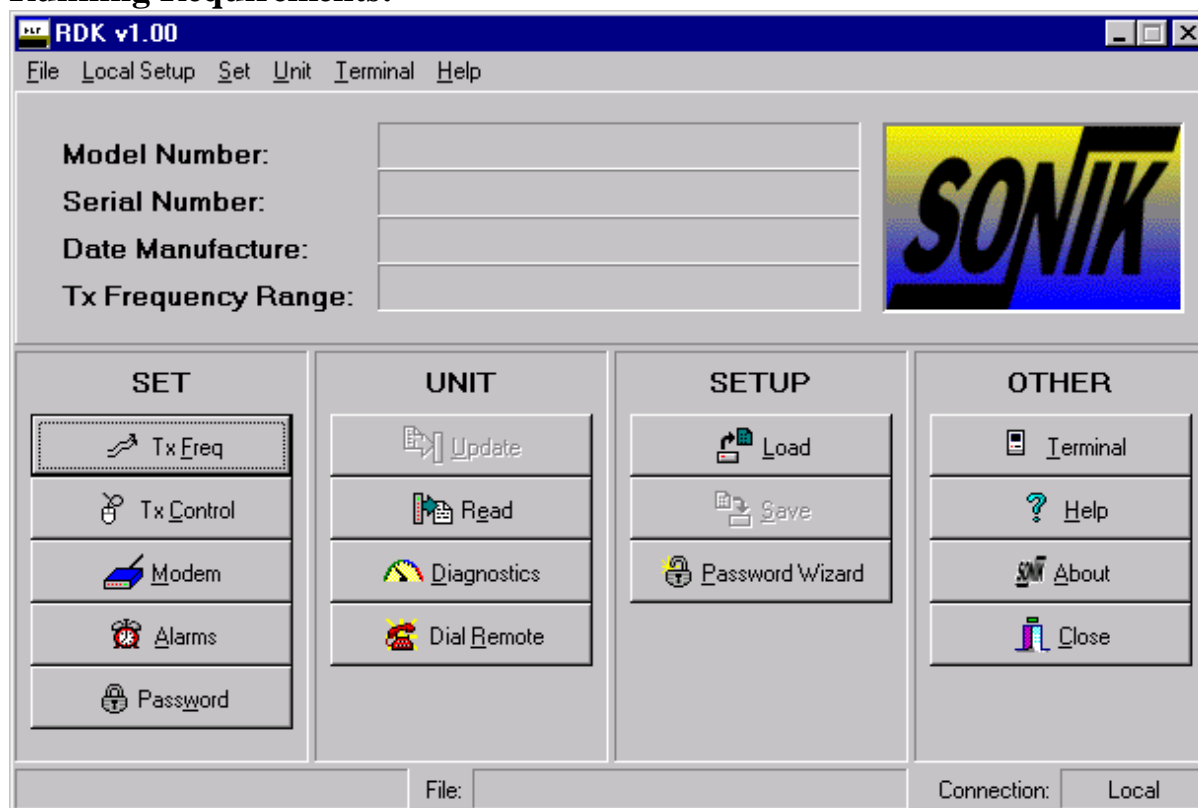 Running Requirements:
RDK v1.00
File Local Setup Set Unit Terminal Help
Model Number:
Serial Number:
Date Manufacture:
Tx Frequency Range:
SONIK
SET
Tx Freq
Tx Control
Modem
Alarms
Password
UNIT
Update
Read
Diagnostics
Dial Remote
SETUP
Load
Save
Password Wizard
OTHER
Terminal
Help
SONIK About
Close
File:
Connection: Local